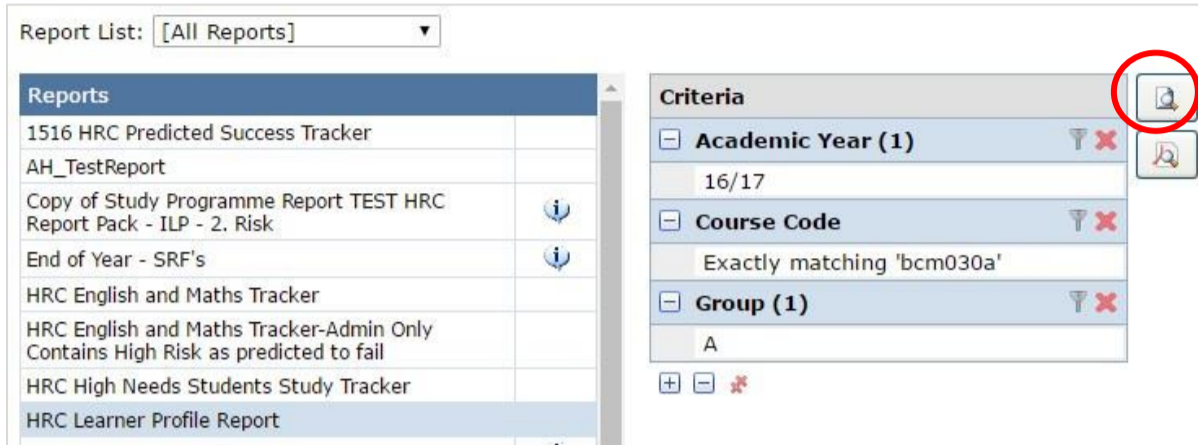 Report List: [All Reports]
Reports
1516 HRC Predicted Success Tracker
AH_TestReport
Copy of Study Programme Report TEST HRC
Report Pack - ILP - 2. Risk
End of Year - SRF's
HRC English and Maths Tracker
HRC English and Maths Tracker-Admin Only
Contains High Risk as predicted to fail
HRC High Needs Students Study Tracker
HRC Learner Profile Report
Criteria
Academic Year (1)
16/17
Course Code
Exactly matching 'bcm030a'
Group (1)
A